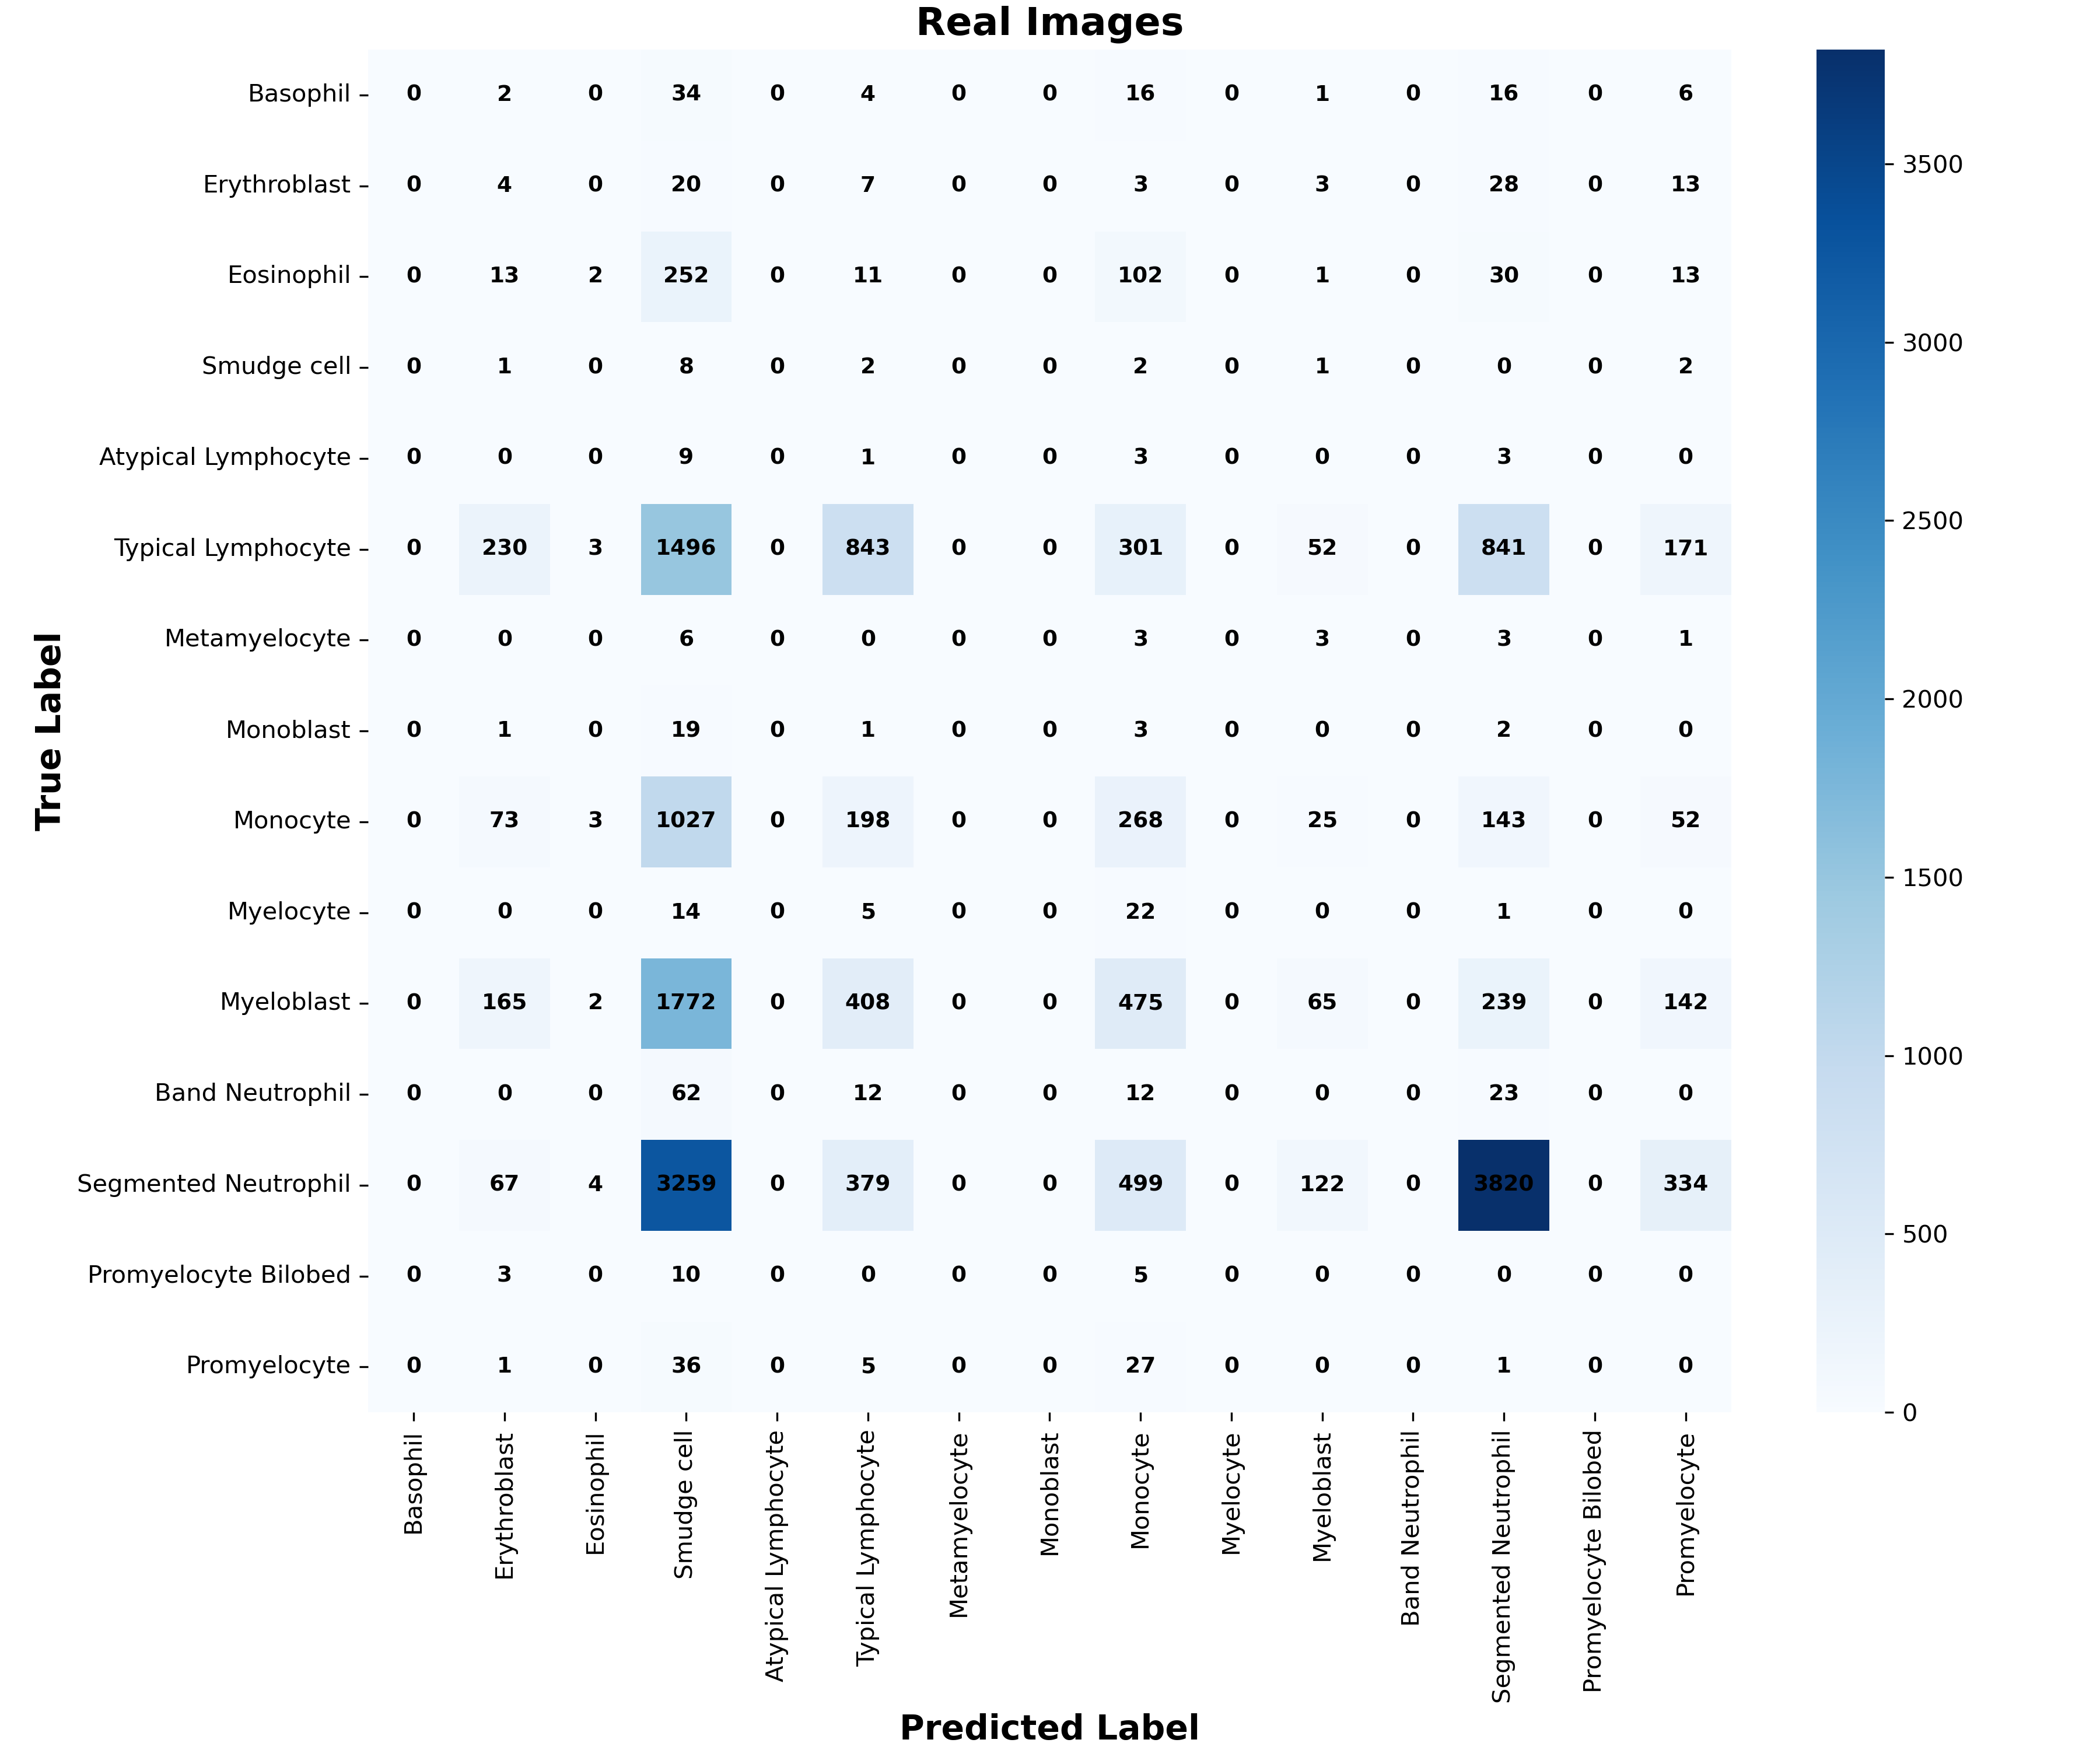 Real Images
True Label
Basophil 0 2 0 34 0 4 0 0 16 0 1 0 16 0 6
Erythroblast 0 4 0 20 0 7 0 0 3 0 3 0 28 0 13
Eosinophil 0 13 2 252 0 11 0 0 102 0 1 0 30 0 13
Smudge cell 0 1 0 8 0 2 0 0 2 0 1 0 0 0 2
Atypical Lymphocyte 0 0 0 9 0 1 0 0 3 0 0 0 3 0 0
Typical Lymphocyte 0 230 3 1496 0 843 0 0 301 0 52 0 841 0 171
Metamyelocyte 0 0 0 6 0 0 0 0 3 0 3 0 3 0 1
Monoblast 0 1 0 19 0 1 0 0 3 0 0 0 2 0 0
Monocyte 0 73 3 1027 0 198 0 0 268 0 25 0 143 0 52
Myelocyte 0 0 0 14 0 5 0 0 22 0 0 0 1 0 0
Myeloblast 0 165 2 1772 0 408 0 0 475 0 65 0 239 0 142
Band Neutrophil 0 0 0 62 0 12 0 0 12 0 0 0 23 0 0
Segmented Neutrophil 0 67 4 3259 0 379 0 0 499 0 122 0 3820 0 334
Promyelocyte Bilobed 0 3 0 10 0 0 0 0 5 0 0 0 0 0 0
Promyelocyte 0 1 0 36 0 5 0 0 27 0 0 0 1 0 0
Basophil
Erythroblast
Eosinophil
Smudge cell
Atypical Lymphocyte
Typical Lymphocyte
Metamyelocyte
Monoblast
Monocyte
Myelocyte
Myeloblast
Band Neutrophil
Segmented Neutrophil
Promyelocyte Bilobed
Promyelocyte
Predicted Label
3500
3000
2500
2000
1500
1000
500
0